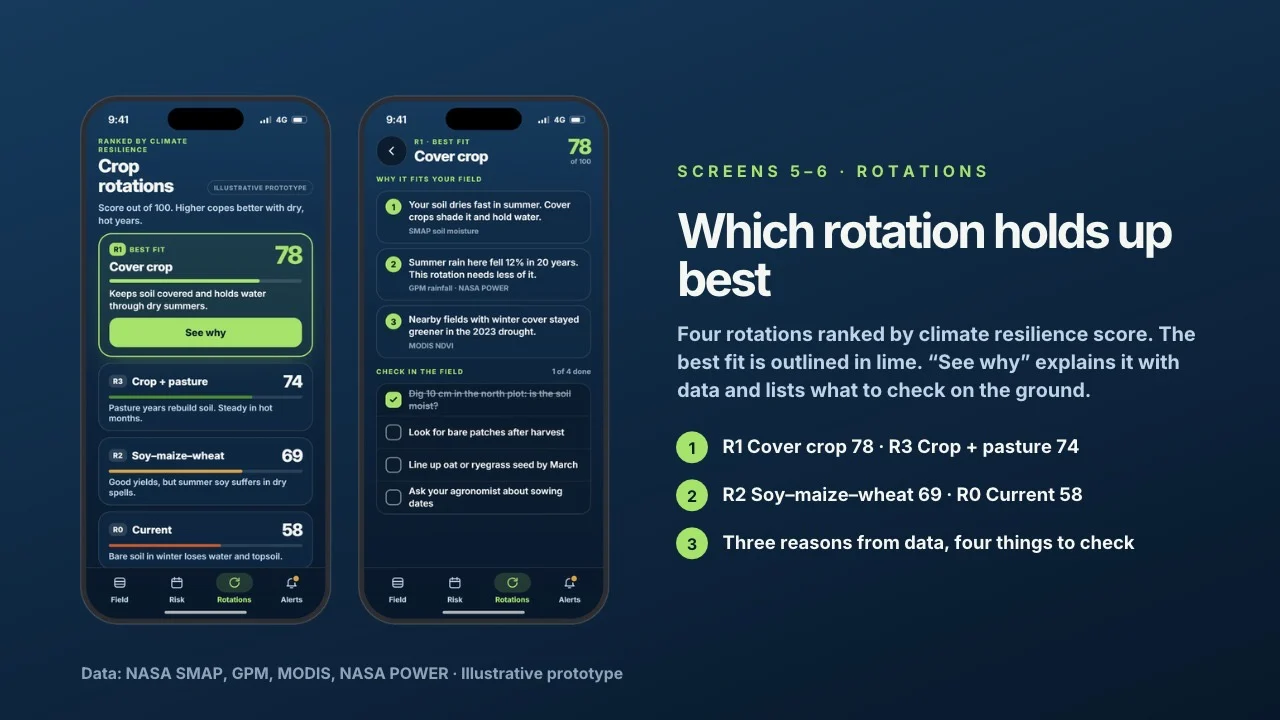 9:41
4G
RANKED BY CLIMATE
RESILIENCE
Crop
rotations
ILLUSTRATIVE PROTOTYPE
Score out of 100. Higher copes better with dry,
hot years.
R1 BEST FIT
78
Cover crop
Keeps soil covered and holds water
through dry summers.
See why
R3 Crop + pasture 74
Pasture years rebuild soil. Steady in hot
months.
R2 Soy–maize–wheat 69
Good yields, but summer soy suffers in dry
spells.
R0 Current 58
Bare soil in winter loses water and topsoil.
Field Risk Rotations Alerts
9:41
4G
R1 · BEST FIT
Cover crop
78
of 100
WHY IT FITS YOUR FIELD
1 Your soil dries fast in summer. Cover
crops shade it and hold water.
SMAP soil moisture
2 Summer rain here fell 12% in 20 years.
This rotation needs less of it.
GPM rainfall · NASA POWER
3 Nearby fields with winter cover stayed
greener in the 2023 drought.
MODIS NDVI
CHECK IN THE FIELD 1 of 4 done
Dig 10 cm in the north plot: is the soil
moist?
Look for bare patches after harvest
Line up oat or ryegrass seed by March
Ask your agronomist about sowing
dates
Field Risk Rotations Alerts
SCREENS 5–6 · ROTATIONS
Which rotation holds up
best
Four rotations ranked by climate resilience score. The
best fit is outlined in lime. “See why” explains it with
data and lists what to check on the ground.
1 R1 Cover crop 78 · R3 Crop + pasture 74
2 R2 Soy–maize–wheat 69 · R0 Current 58
3 Three reasons from data, four things to check
Data: NASA SMAP, GPM, MODIS, NASA POWER · Illustrative prototype